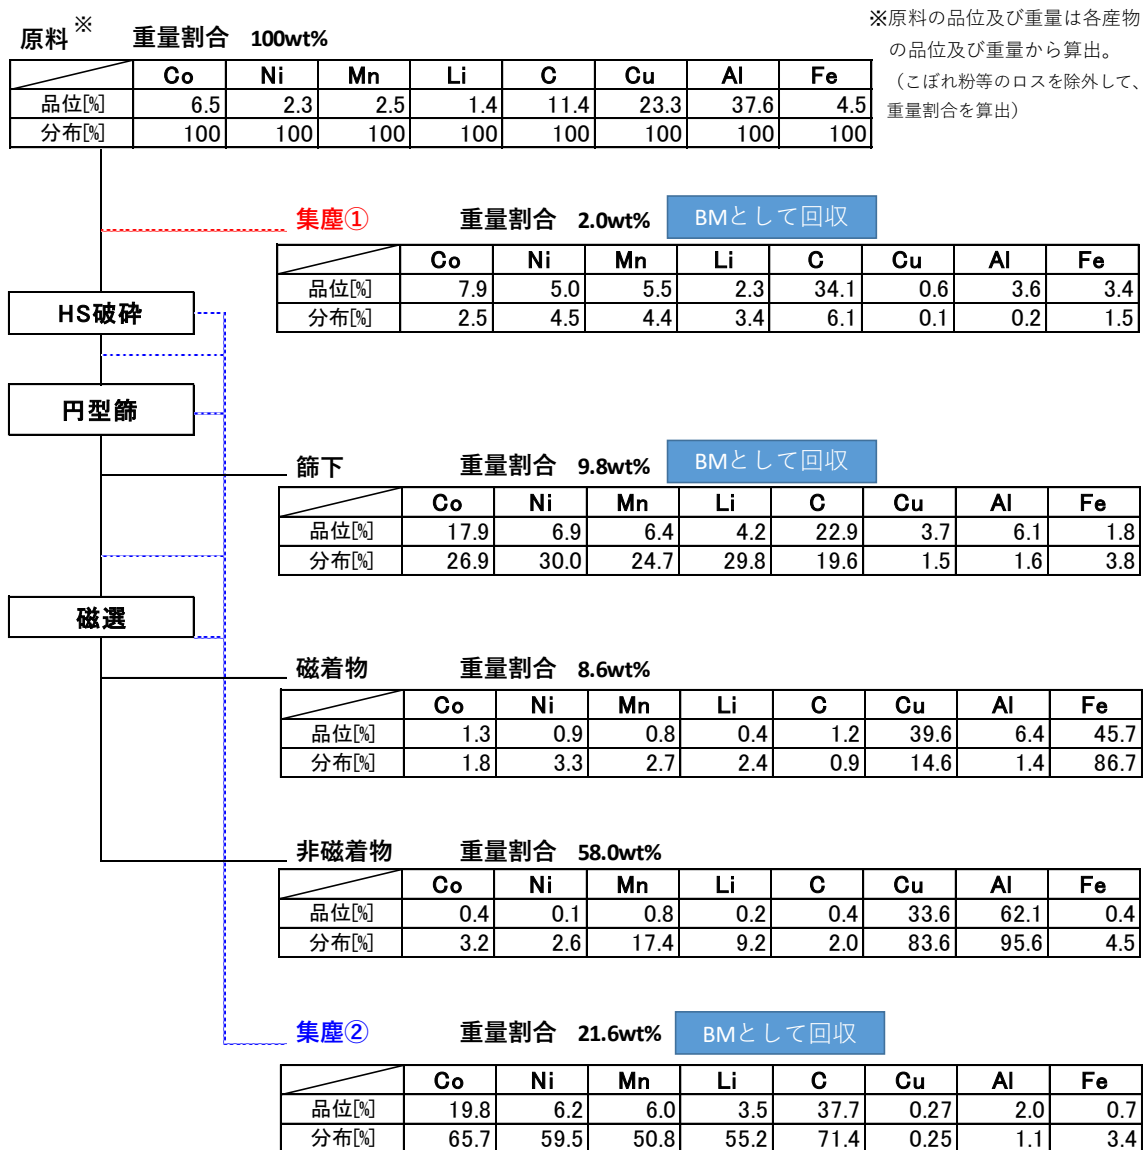 原料※ 重量割合 100wt%
※原料の品位及び重量は各産物
の品位及び重量から算出。
（こぼれ粉等のロスを除外して、
重量割合を算出）
Co Ni Mn Li C Cu Al Fe
品位[%] 6.5 2.3 2.5 1.4 11.4 23.3 37.6 4.5
分布[%] 100 100 100 100 100 100 100 100
集塵① 重量割合 2.0wt% BMとして回収
Co Ni Mn Li C Cu Al Fe
品位[%] 7.9 5.0 5.5 2.3 34.1 0.6 3.6 3.4
分布[%] 2.5 4.5 4.4 3.4 6.1 0.1 0.2 1.5
HS破砕
円型篩
篩下 重量割合 9.8wt% BMとして回収
Co Ni Mn Li C Cu Al Fe
品位[%] 17.9 6.9 6.4 4.2 22.9 3.7 6.1 1.8
分布[%] 26.9 30.0 24.7 29.8 19.6 1.5 1.6 3.8
磁選
磁着物 重量割合 8.6wt%
Co Ni Mn Li C Cu Al Fe
品位[%] 1.3 0.9 0.8 0.4 1.2 39.6 6.4 45.7
分布[%] 1.8 3.3 2.7 2.4 0.9 14.6 1.4 86.7
非磁着物 重量割合 58.0wt%
Co Ni Mn Li C Cu Al Fe
品位[%] 0.4 0.1 0.8 0.2 0.4 33.6 62.1 0.4
分布[%] 3.2 2.6 17.4 9.2 2.0 83.6 95.6 4.5
集塵② 重量割合 21.6wt% BMとして回収
Co Ni Mn Li C Cu Al Fe
品位[%] 19.8 6.2 6.0 3.5 37.7 0.27 2.0 0.7
分布[%] 65.7 59.5 50.8 55.2 71.4 0.25 1.1 3.4